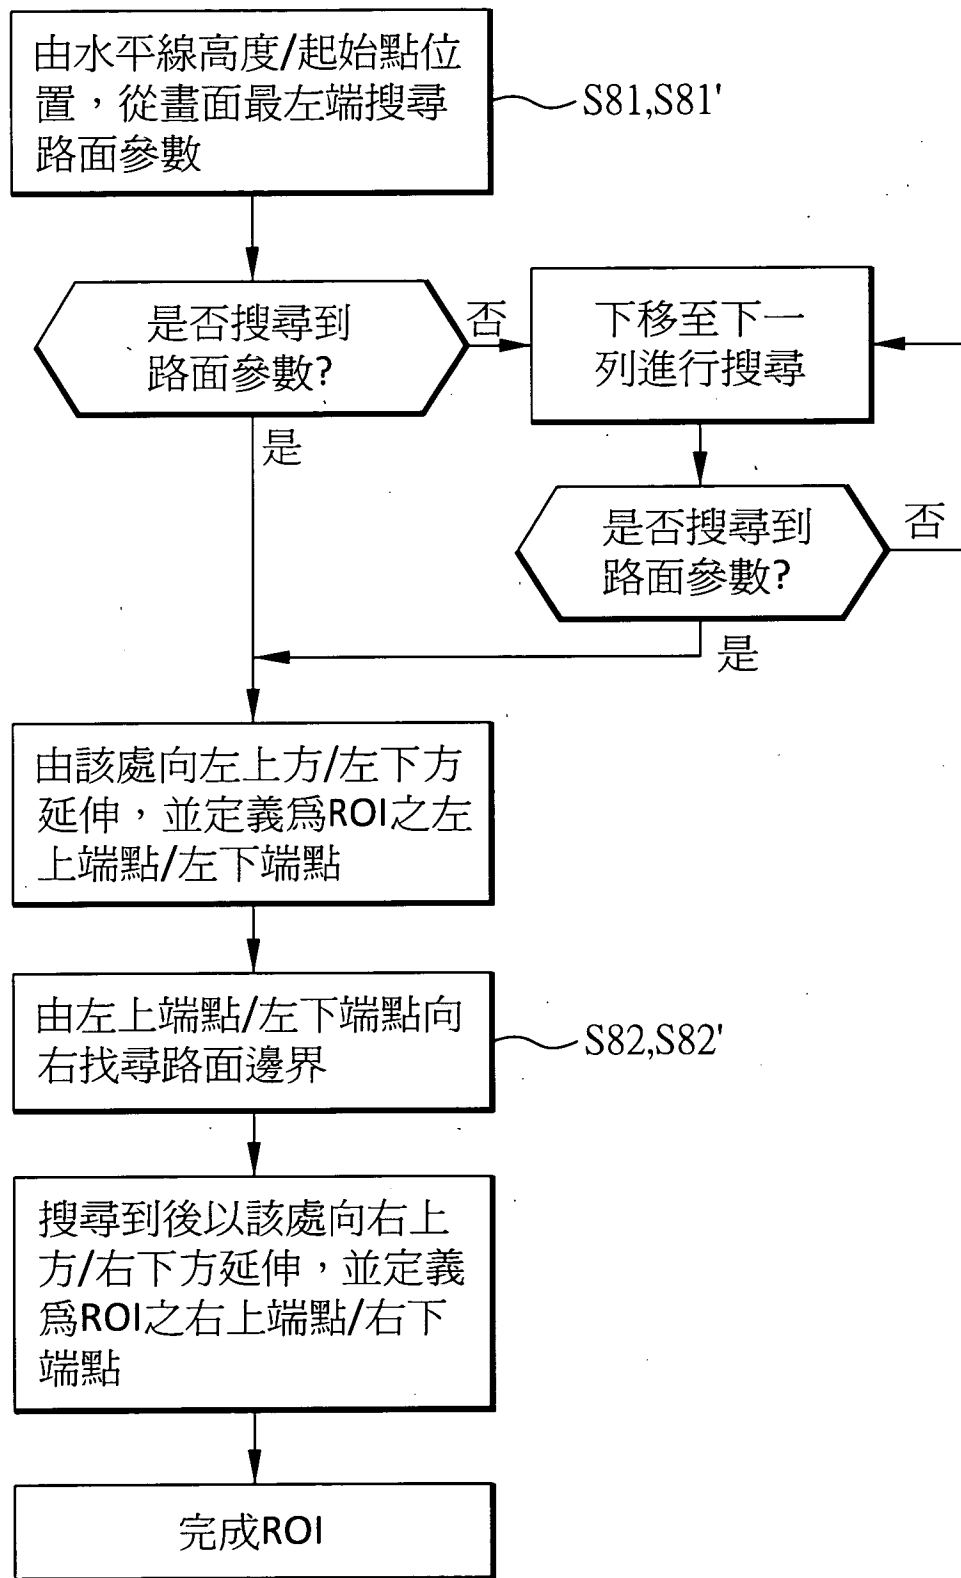 由水平線高度/起始點位
置，從畫面最左端搜尋
路面參數
S81,S81'
是否搜尋到
路面參數?
否
下移至下一
列進行搜尋
是
是否搜尋到
路面參數?
否
是
由該處向左上方/左下方
延伸，並定義爲ROI之左
上端點/左下端點
由左上端點/左下端點向
右找尋路面邊界
S82,S82'
搜尋到後以該處向右上
方/右下方延伸，並定義
爲ROI之右上端點/右下
端點
完成ROI